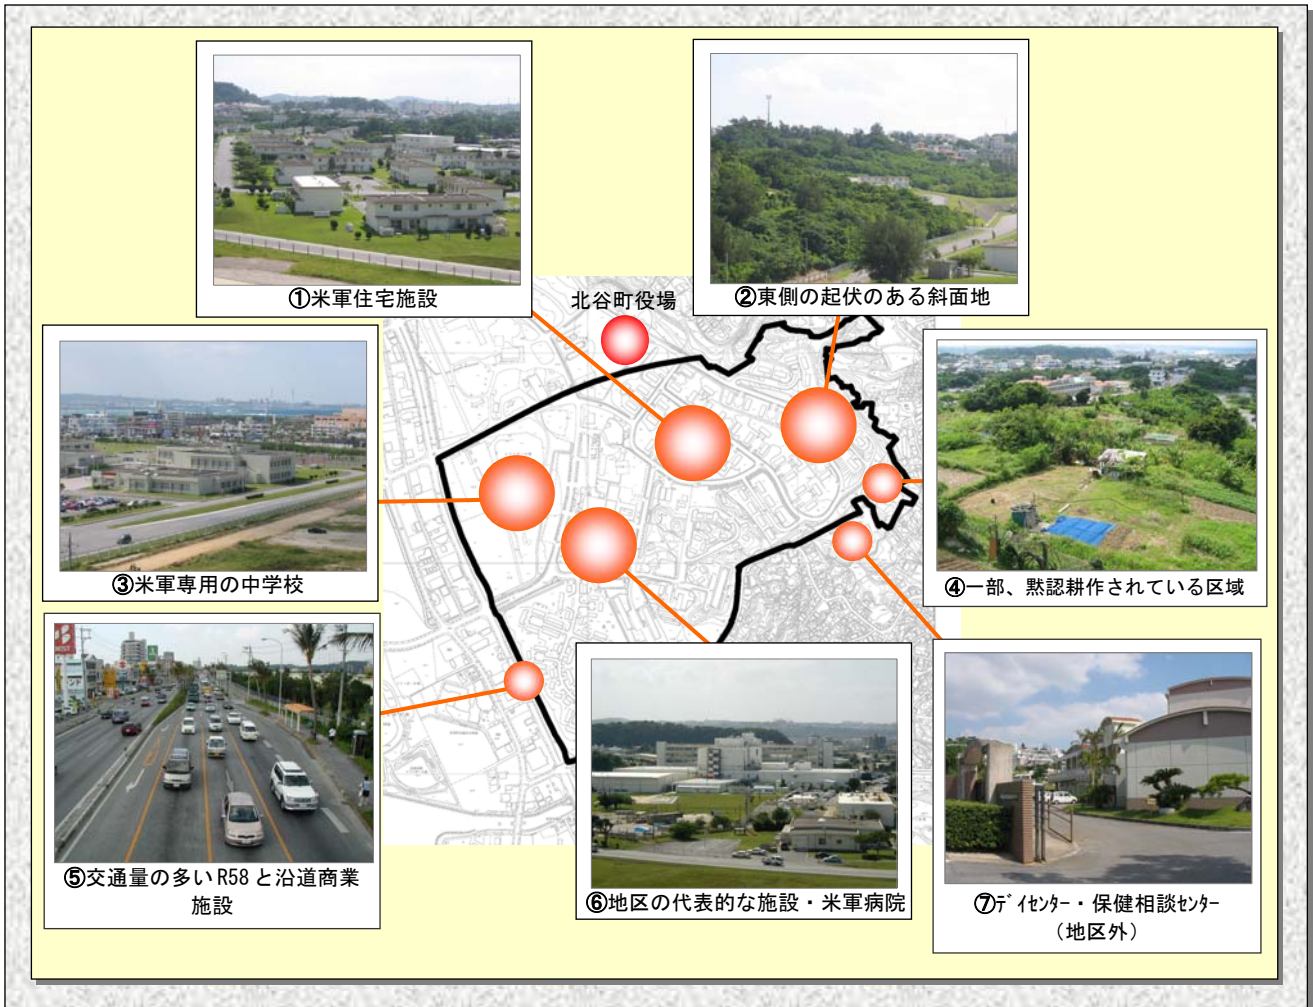 ①米軍住宅施設
②東側の起伏のある斜面地
北谷町役場
③米軍専用の中学校
④一部、黙認耕作されている区域
⑤交通量の多いR58と沿道商業
施設
⑥地区の代表的な施設・米軍病院
⑦ﾃﾞｲｾﾝﾀｰ・保健相談ｾﾝﾀｰ
（地区外）